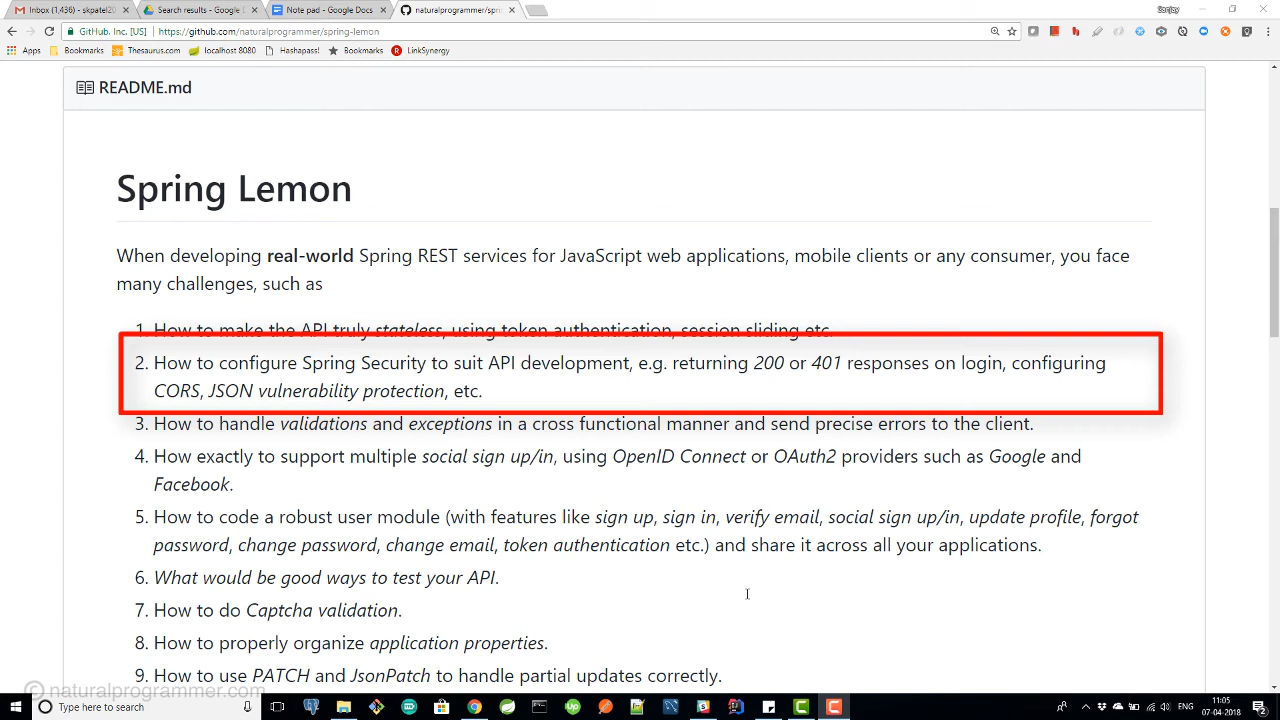 Inbox (1,436) - skpatel20
Search results - Google D
Note pad - Google Docs
naturalprogrammer/sprin
Sanjay
GitHub, Inc. [US]
https://github.com/naturalprogrammer/spring-lemon
Apps
Bookmarks
Thesaurus.com
localhost:8080
Hashapass!
Bookmarks
LinkSynergy
README.md
Spring Lemon
When developing real-world Spring REST services for JavaScript web applications, mobile clients or any consumer, you face
many challenges, such as
1. How to make the API truly stateless, using token authentication, session sliding etc.
2. How to configure Spring Security to suit API development, e.g. returning 200 or 401 responses on login, configuring
CORS, JSON vulnerability protection, etc.
3. How to handle validations and exceptions in a cross functional manner and send precise errors to the client.
4. How exactly to support multiple social sign up/in, using OpenID Connect or OAuth2 providers such as Google and
Facebook.
5. How to code a robust user module (with features like sign up, sign in, verify email, social sign up/in, update profile, forgot
password, change password, change email, token authentication etc.) and share it across all your applications.
6. What would be good ways to test your API.
7. How to do Captcha validation.
8. How to properly organize application properties.
9. How to use PATCH and JsonPatch to handle partial updates correctly.
© naturalprogrammer.com
Type here to search
ENG
11:05
07-04-2018